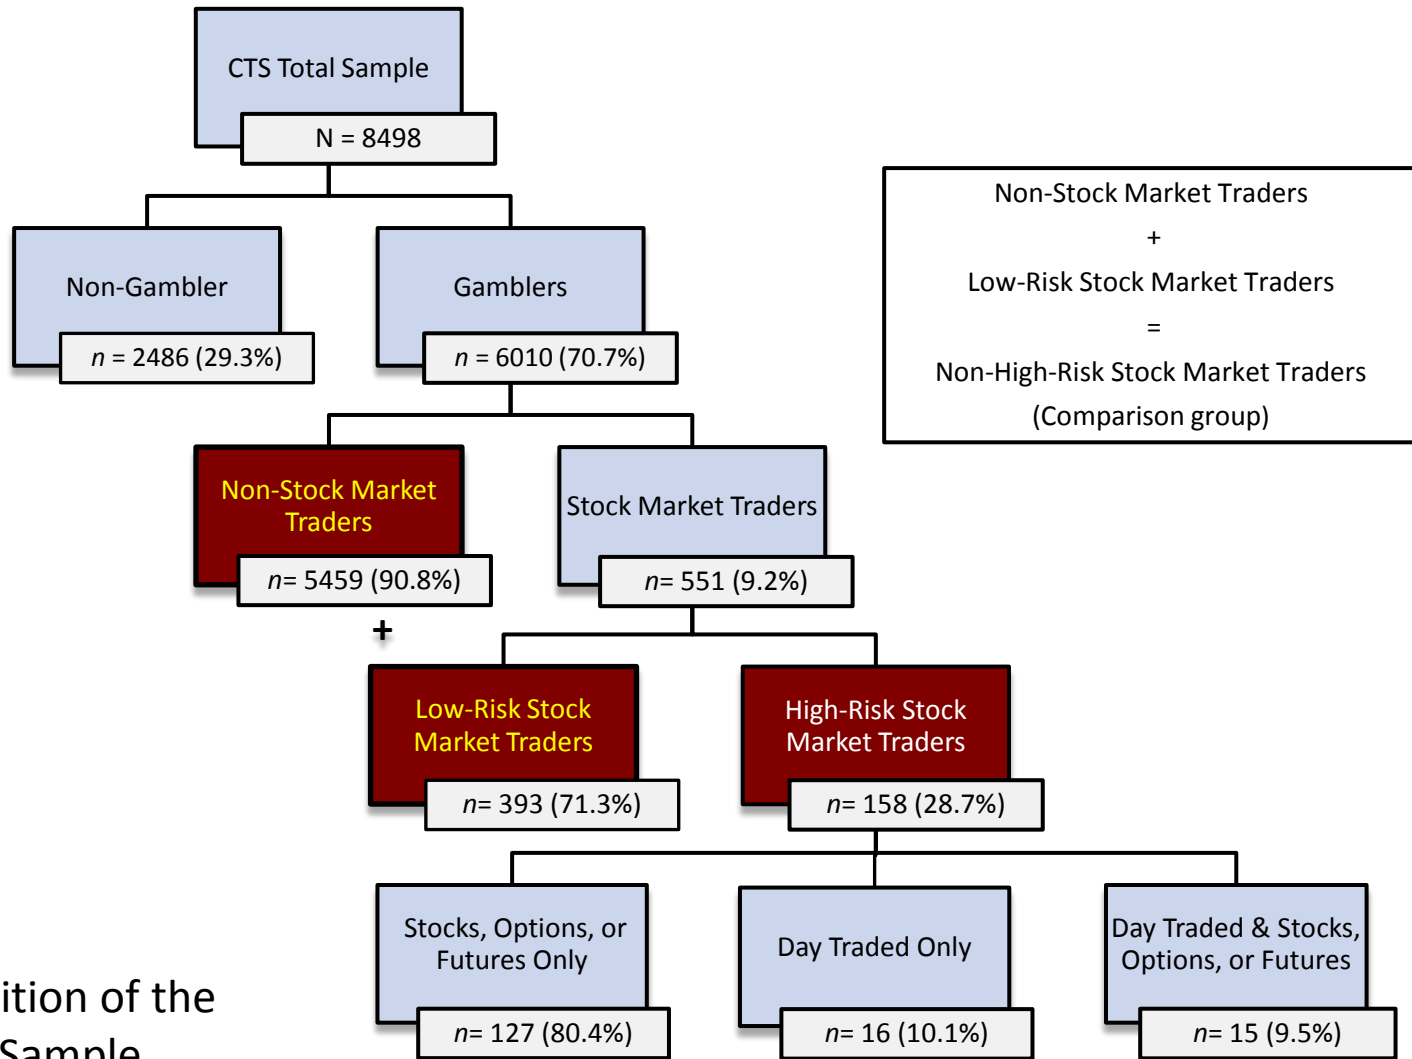 CTS Total Sample
N = 8498
Non-Gambler
n = 2486 (29.3%)
Gamblers
n = 6010 (70.7%)
Non-Stock Market Traders
+
Low-Risk Stock Market Traders
=
Non-High-Risk Stock Market Traders
(Comparison group)
Non-Stock Market
Traders
n= 5459 (90.8%)
Stock Market Traders
n= 551 (9.2%)
+
Low-Risk Stock
Market Traders
n= 393 (71.3%)
High-Risk Stock
Market Traders
n= 158 (28.7%)
Stocks, Options, or
Futures Only
n= 127 (80.4%)
Day Traded Only
n= 16 (10.1%)
Day Traded & Stocks,
Options, or Futures
n= 15 (9.5%)
ition of the
Sample